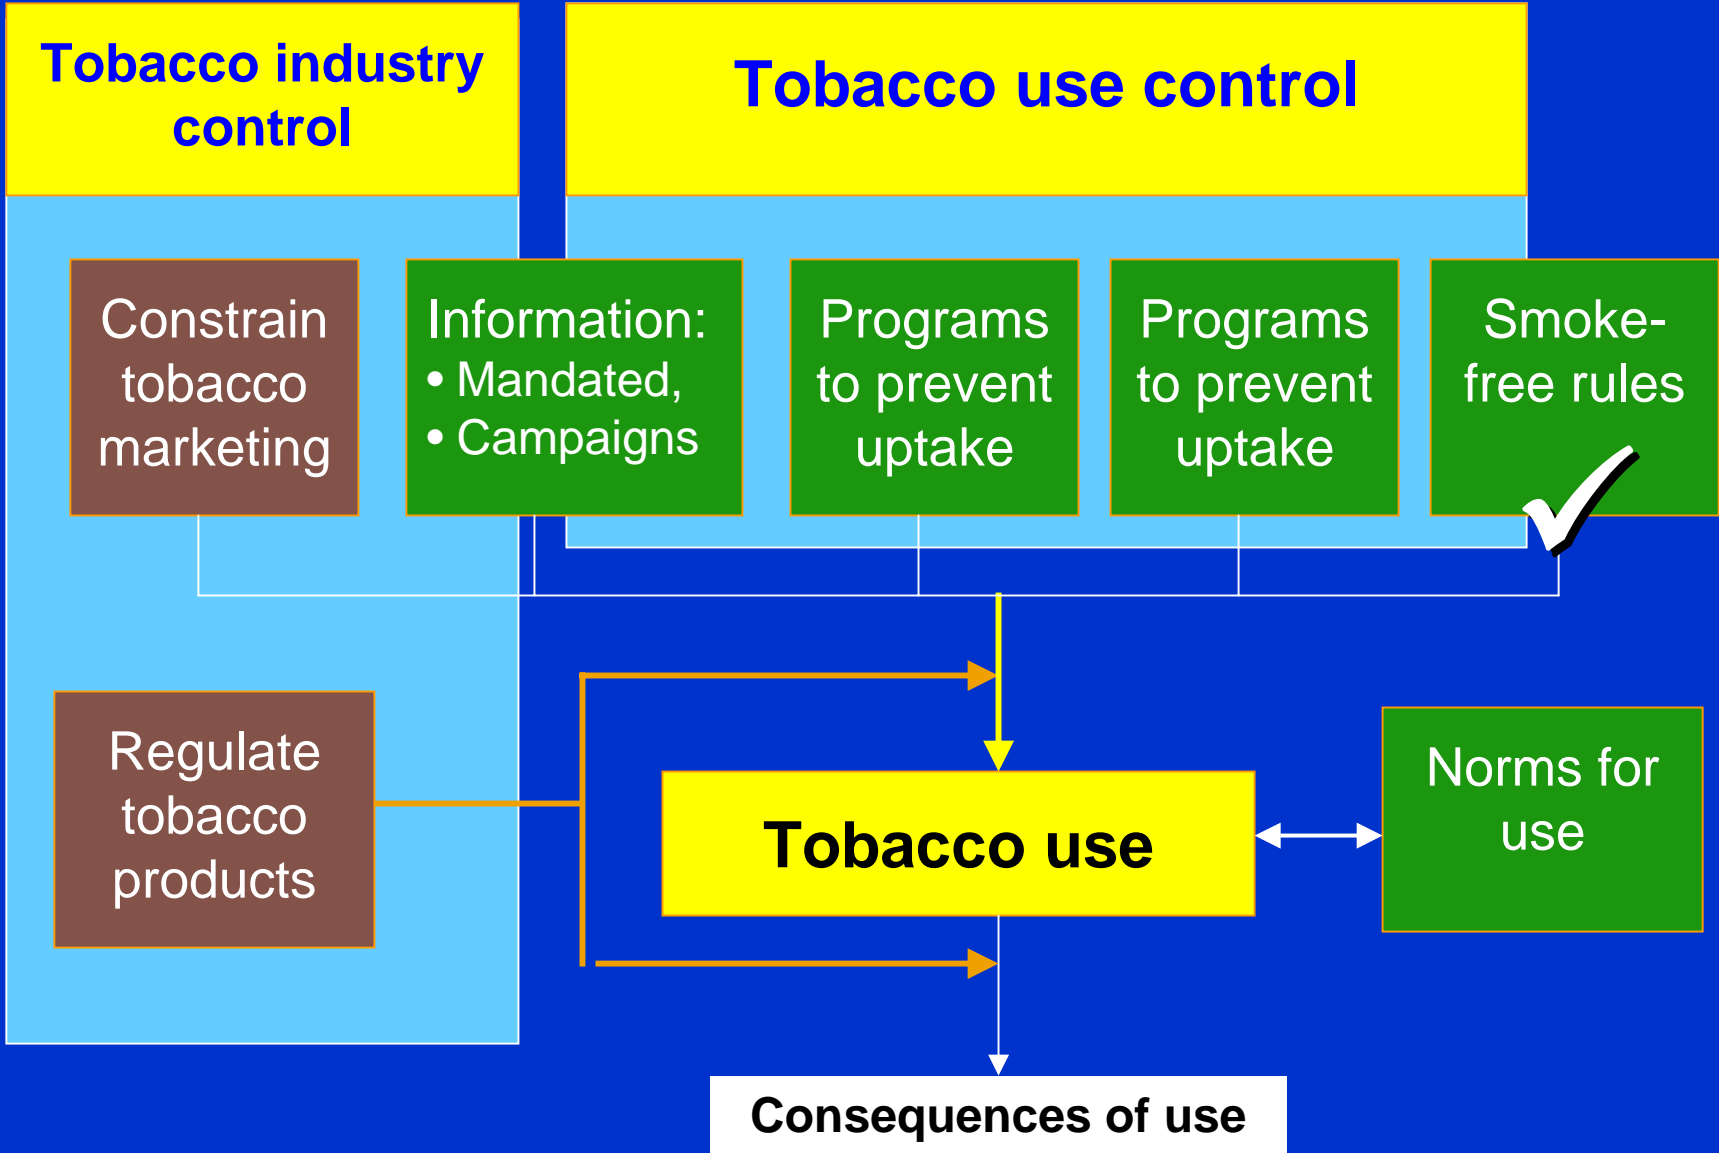 Tobacco industry
control
Tobacco use control
Constrain
tobacco
marketing
Information:
• Mandated,
• Campaigns
Programs
to prevent
uptake
Programs
to prevent
uptake
Smoke-
free rules
Regulate
tobacco
products
Tobacco use
Norms for
use
Consequences of use